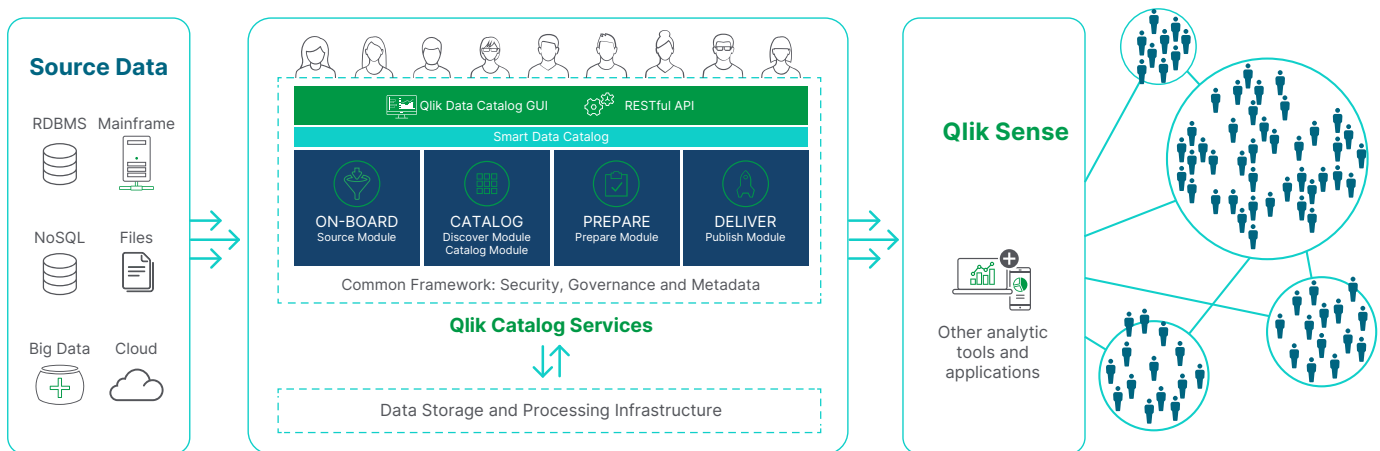 Source Data
RDBMS
Mainframe
NoSQL
Files
Big Data
Cloud
Qlik Data Catalog GUI
RESTful API
Smart Data Catalog
ON-BOARD
Source Module
CATALOG
Discover Module
Catalog Module
PREPARE
Prepare Module
DELIVER
Publish Module
Common Framework: Security, Governance and Metadata
Qlik Catalog Services
Data Storage and Processing Infrastructure
Qlik Sense
Other analytic
tools and
applications